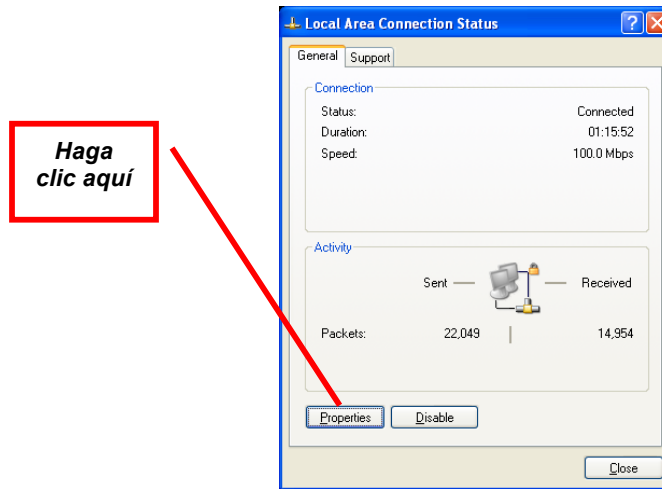 Local Area Connection Status
General Support
Connection
Status: Connected
Duration: 01:15:52
Speed: 100.0 Mbps
Haga
clic aquí
Activity
Sent Received
Packets: 22,049 14,954
Properties Disable
Close